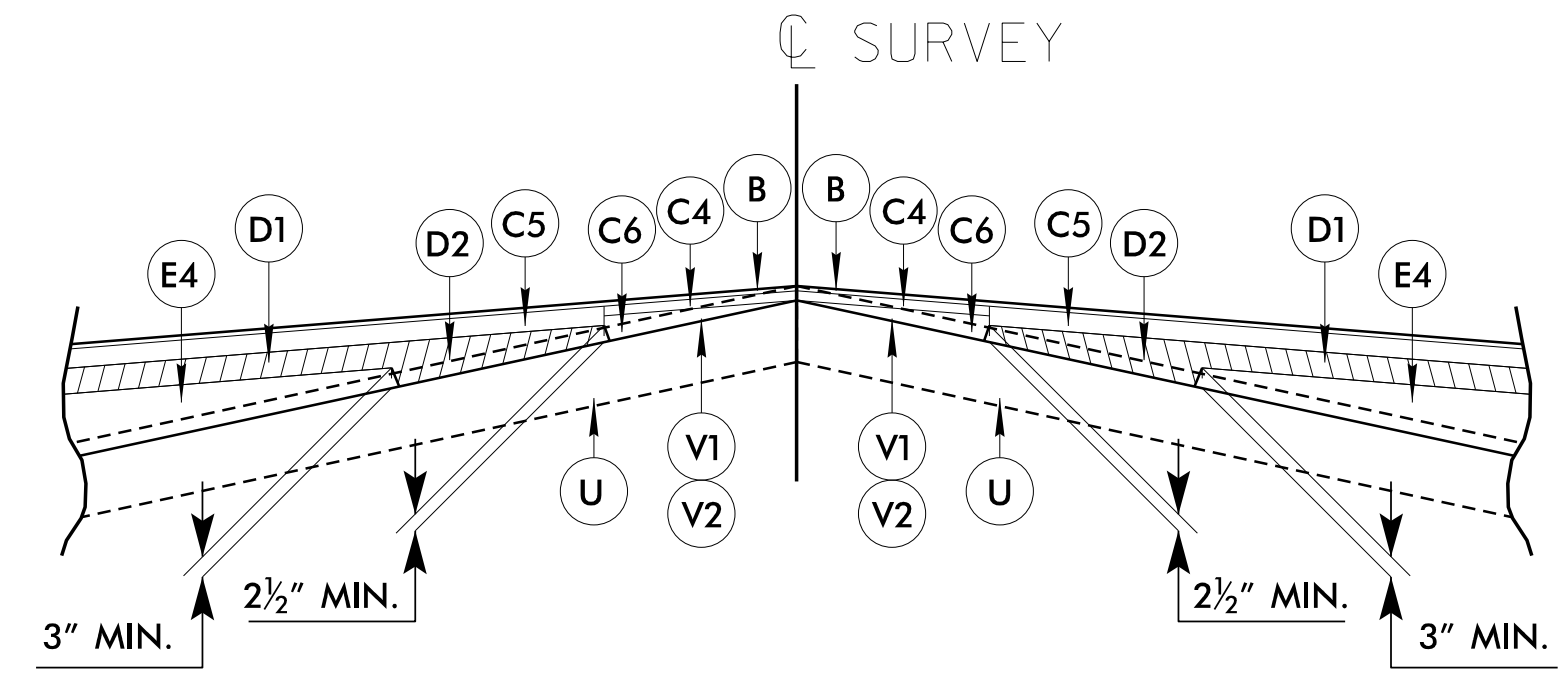 ℄ SURVEY
B B
C4 C4
C5 C6 C6 C5
D1 D2 D2 D1
E4 E4
V1 V1
U V2 V2 U
2½" MIN. 2½" MIN.
3" MIN. 3" MIN.